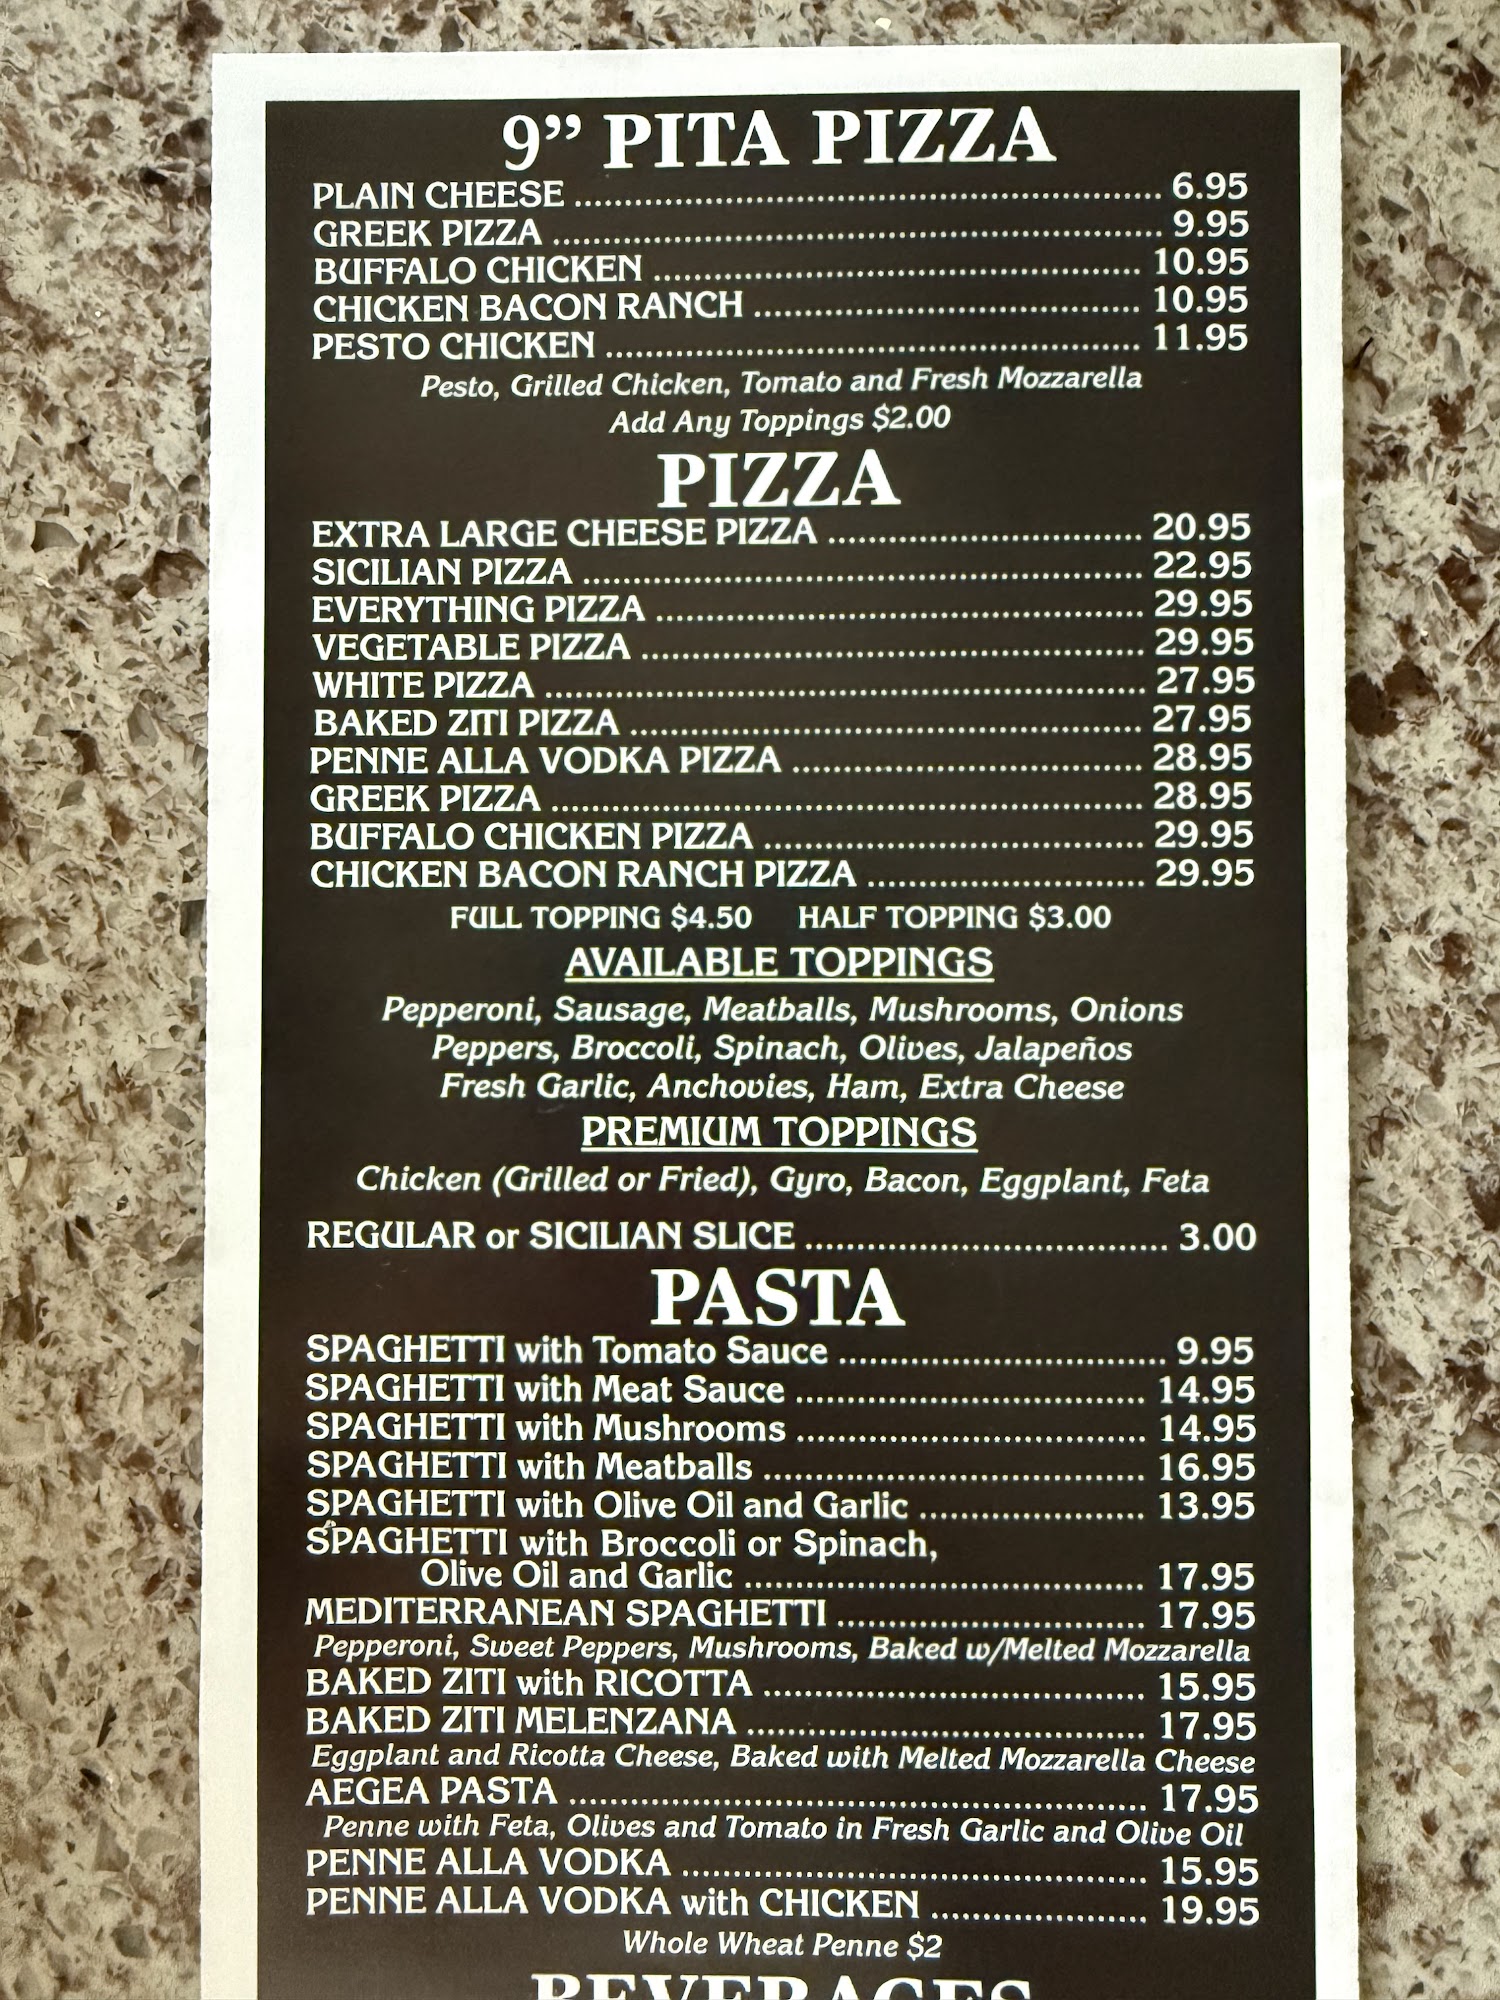 9” PITA PIZZA
PLAIN CHEESE 6.95
GREEK PIZZA 9.95
BUFFALO CHICKEN 10.95
CHICKEN BACON RANCH 10.95
PESTO CHICKEN 11.95
Pesto, Grilled Chicken, Tomato and Fresh Mozzarella
Add Any Toppings $2.00
PIZZA
EXTRA LARGE CHEESE PIZZA 20.95
SICILIAN PIZZA 22.95
EVERYTHING PIZZA 29.95
VEGETABLE PIZZA 29.95
WHITE PIZZA 27.95
BAKED ZITI PIZZA 27.95
PENNE ALLA VODKA PIZZA 28.95
GREEK PIZZA 28.95
BUFFALO CHICKEN PIZZA 29.95
CHICKEN BACON RANCH PIZZA 29.95
FULL TOPPING $4.50 HALF TOPPING $3.00
AVAILABLE TOPPINGS
Pepperoni, Sausage, Meatballs, Mushrooms, Onions
Peppers, Broccoli, Spinach, Olives, Jalapeños
Fresh Garlic, Anchovies, Ham, Extra Cheese
PREMIUM TOPPINGS
Chicken (Grilled or Fried), Gyro, Bacon, Eggplant, Feta
REGULAR or SICILIAN SLICE 3.00
PASTA
SPAGHETTI with Tomato Sauce 9.95
SPAGHETTI with Meat Sauce 14.95
SPAGHETTI with Mushrooms 14.95
SPAGHETTI with Meatballs 16.95
SPAGHETTI with Olive Oil and Garlic 13.95
SPAGHETTI with Broccoli or Spinach,
Olive Oil and Garlic 17.95
MEDITERRANEAN SPAGHETTI 17.95
Pepperoni, Sweet Peppers, Mushrooms, Baked w/Melted Mozzarella
BAKED ZITI with RICOTTA 15.95
BAKED ZITI MELENZANA 17.95
Eggplant and Ricotta Cheese, Baked with Melted Mozzarella Cheese
AEGEA PASTA 17.95
Penne with Feta, Olives and Tomato in Fresh Garlic and Olive Oil
PENNE ALLA VODKA 15.95
PENNE ALLA VODKA with CHICKEN 19.95
Whole Wheat Penne $2
BEVERAGES